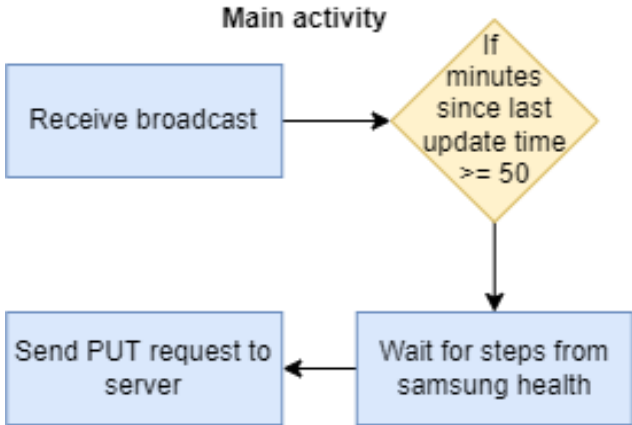 Main activity
Receive broadcast
If
minutes
since last
update time
>= 50
Wait for steps from
samsung health
Send PUT request to
server